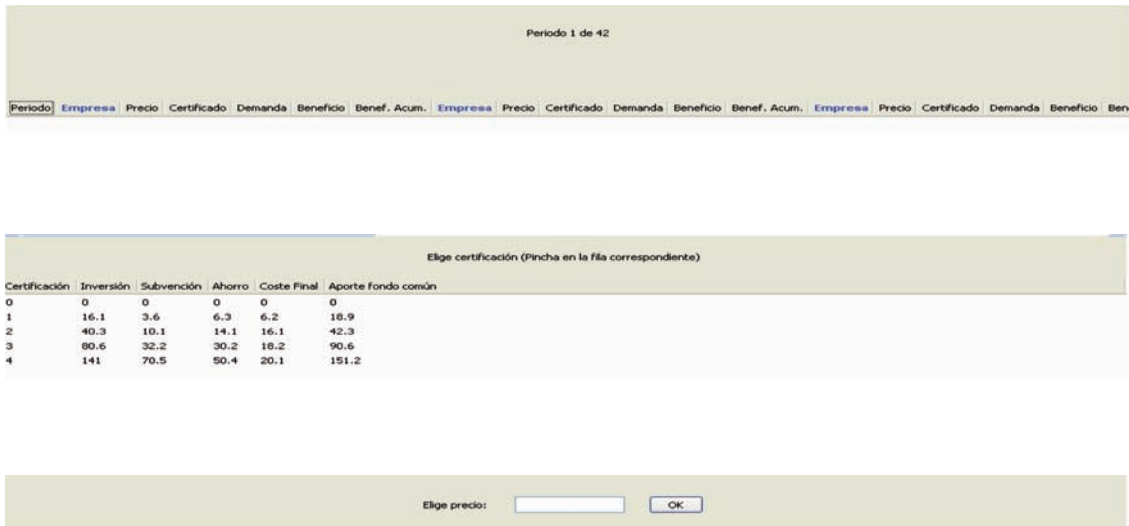 Periodo 1 de 42
Periodo Empresa Precio Certificado Demanda Beneficio Benef. Acum. Empresa Precio Certificado Demanda Beneficio Benef. Acum. Empresa Precio Certificado Demanda Beneficio Ben
Elige certificación (Pincha en la fila correspondiente)
Certificación Inversión Subvención Ahorro Coste Final Aporte fondo común
0 0 0 0 0 0
1 16.1 3.6 6.3 6.2 18.9
2 40.3 10.1 14.1 16.1 42.3
3 80.6 32.2 30.2 18.2 90.6
4 141 70.5 50.4 20.1 151.2
Elige precio: OK